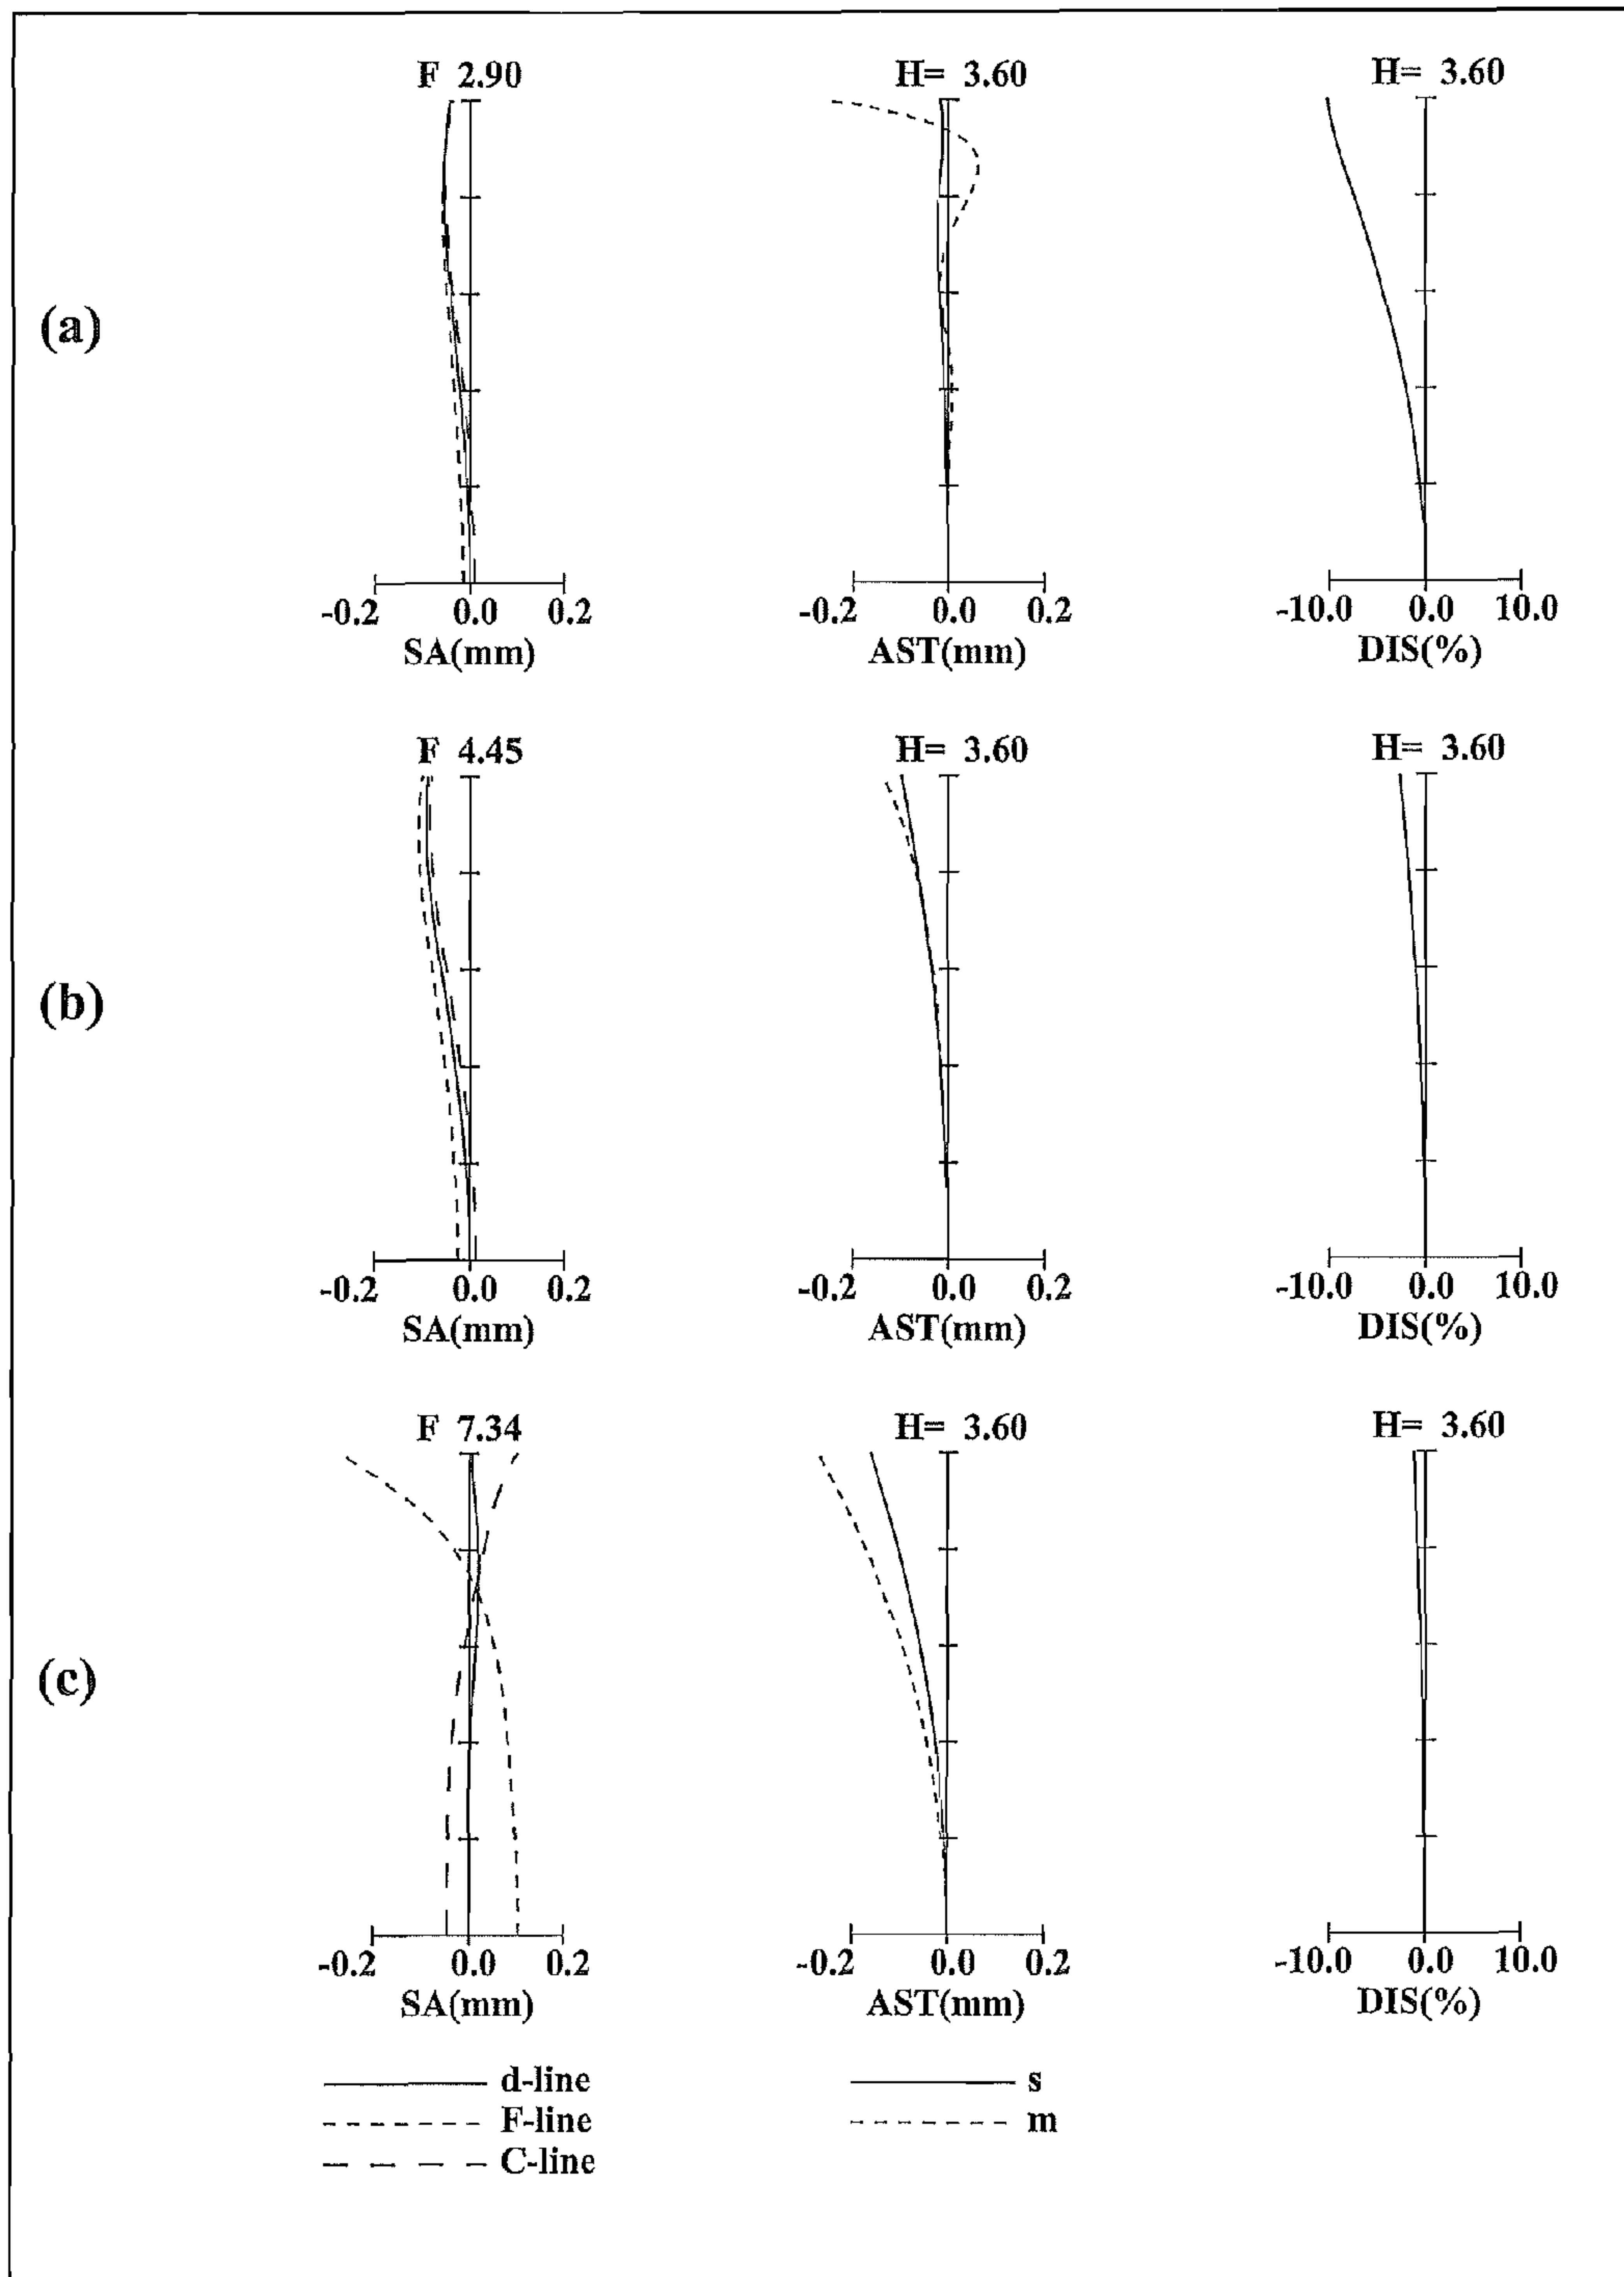 F 2.90 H= 3.60 H= 3.60
(a)
-0.2 0.0 0.2 -0.2 0.0 0.2 -10.0 0.0 10.0
SA(mm) AST(mm) DIS(%)
F 4.45 H= 3.60 H= 3.60
(b)
-0.2 0.0 0.2 -0.2 0.0 0.2 -10.0 0.0 10.0
SA(mm) AST(mm) DIS(%)
F 7.34 H= 3.60 H= 3.60
(c)
-0.2 0.0 0.2 -0.2 0.0 0.2 -10.0 0.0 10.0
SA(mm) AST(mm) DIS(%)
d-line s
F-line m
C-line